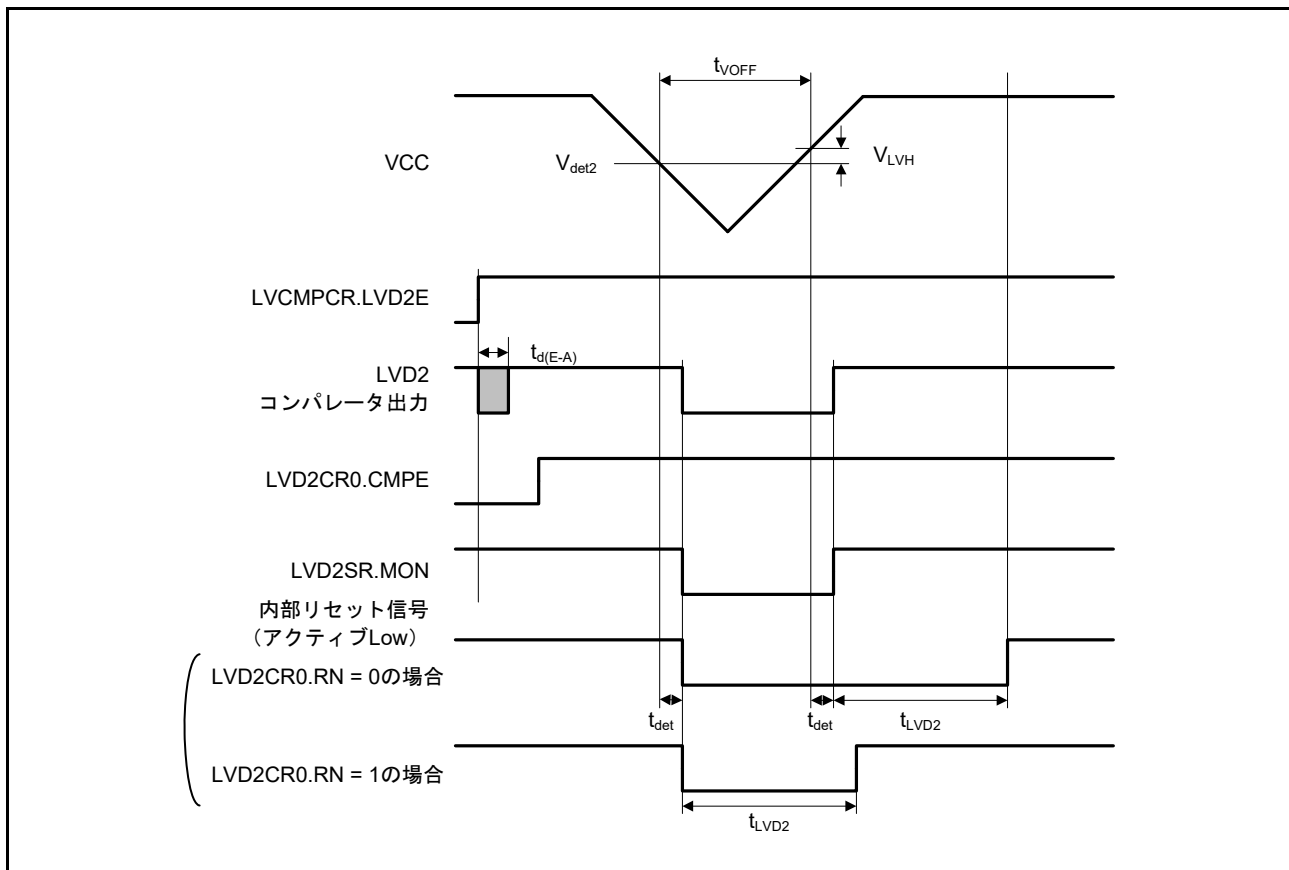 tVOFF
VCC
Vdet2
VLVH
LVCMPCR.LVD2E
td(E-A)
LVD2
コンパレータ出力
LVD2CR0.CMPE
LVD2SR.MON
内部リセット信号
（アクティブLow）
LVD2CR0.RN = 0の場合
tdet
tdet
tLVD2
LVD2CR0.RN = 1の場合
tLVD2